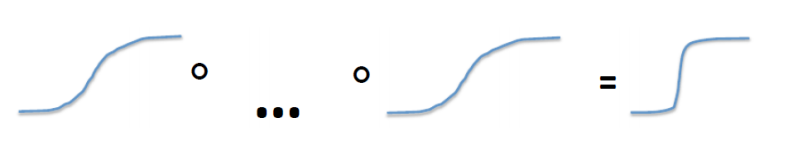 ∘ … ∘ =